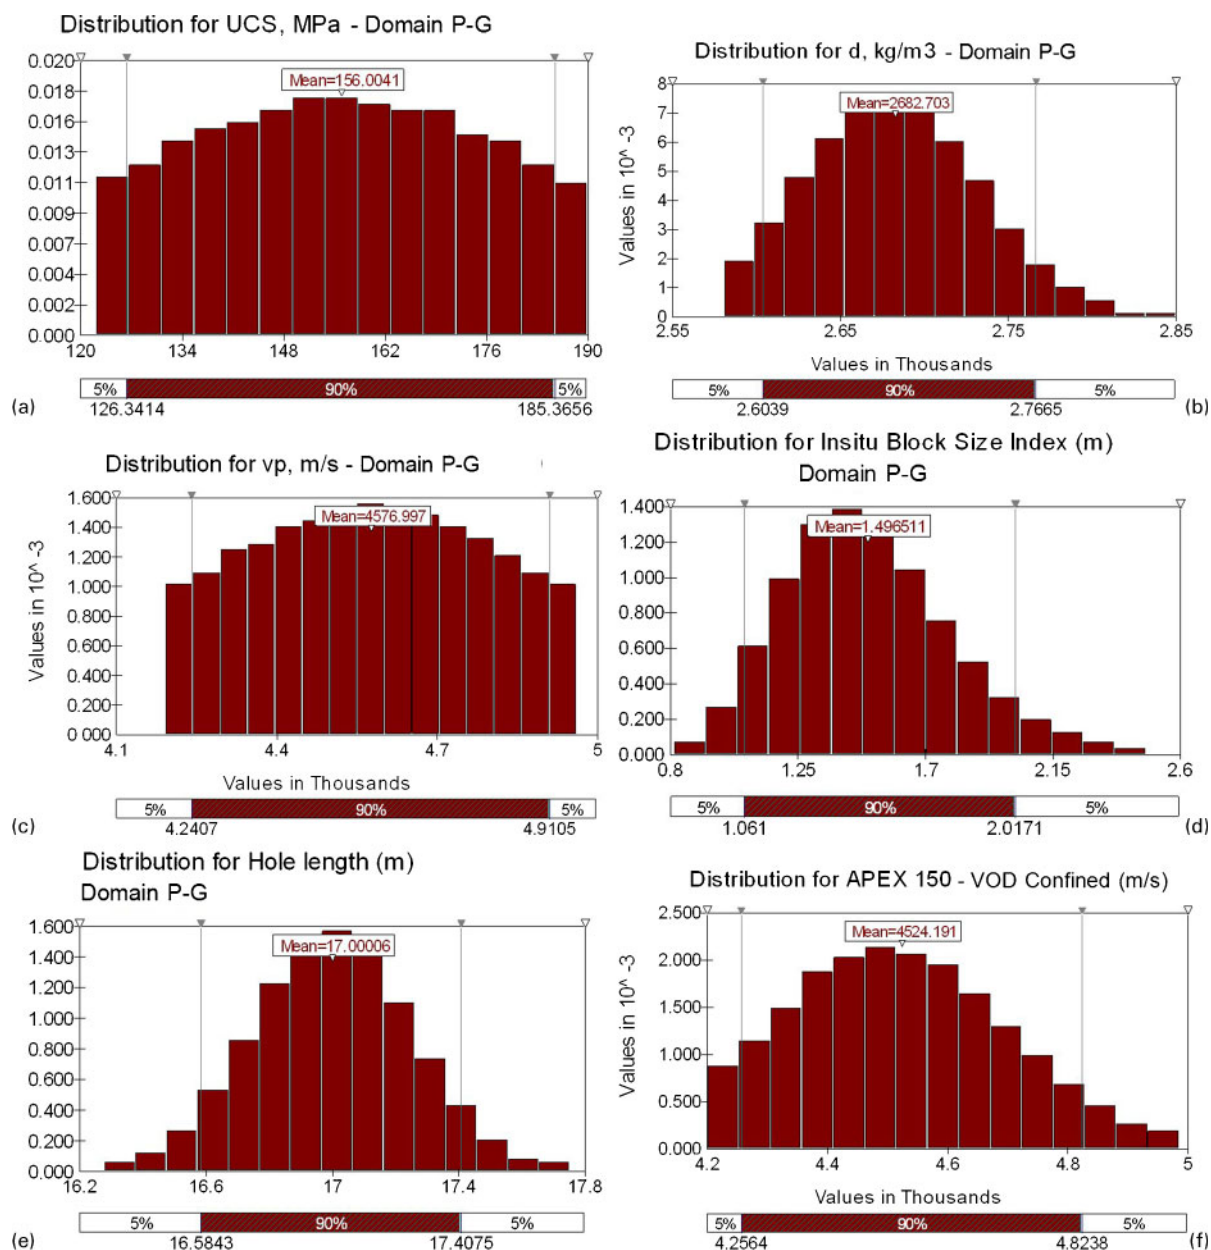 Distribution for UCS, MPa - Domain P-G
Mean=156.0041
0.020
0.018
0.016
0.013
0.011
0.009
0.007
0.004
0.002
0.000
120 134 148 162 176 190
5% 90% 5%
126.3414 185.3656
(a)
Distribution for d, kg/m3 - Domain P-G
Mean=2682.703
Values in 10^ -3
8
7
6
5
4
3
2
1
0
2.55 2.65 2.75 2.85
Values in Thousands
5% 90% 5%
2.6039 2.7665
(b)
Distribution for vp, m/s - Domain P-G
Mean=4576.997
Values in 10^ -3
1.600
1.400
1.200
1.000
0.800
0.600
0.400
0.200
0.000
4.1 4.4 4.7 5
Values in Thousands
5% 90% 5%
4.2407 4.9105
(c)
Distribution for Insitu Block Size Index (m)
Domain P-G
Mean=1.496511
1.400
1.200
1.000
0.800
0.600
0.400
0.200
0.000
0.8 1.25 1.7 2.15 2.6
5% 90% 5%
1.061 2.0171
(d)
Distribution for Hole length (m)
Domain P-G
Mean=17.00006
1.600
1.400
1.200
1.000
0.800
0.600
0.400
0.200
0.000
16.2 16.6 17 17.4 17.8
5% 90% 5%
16.5843 17.4075
(e)
Distribution for APEX 150 - VOD Confined (m/s)
Mean=4524.191
Values in 10^ -3
2.500
2.000
1.500
1.000
0.500
0.000
4.2 4.4 4.6 4.8 5
Values in Thousands
5% 90% 5%
4.2564 4.8238
(f)